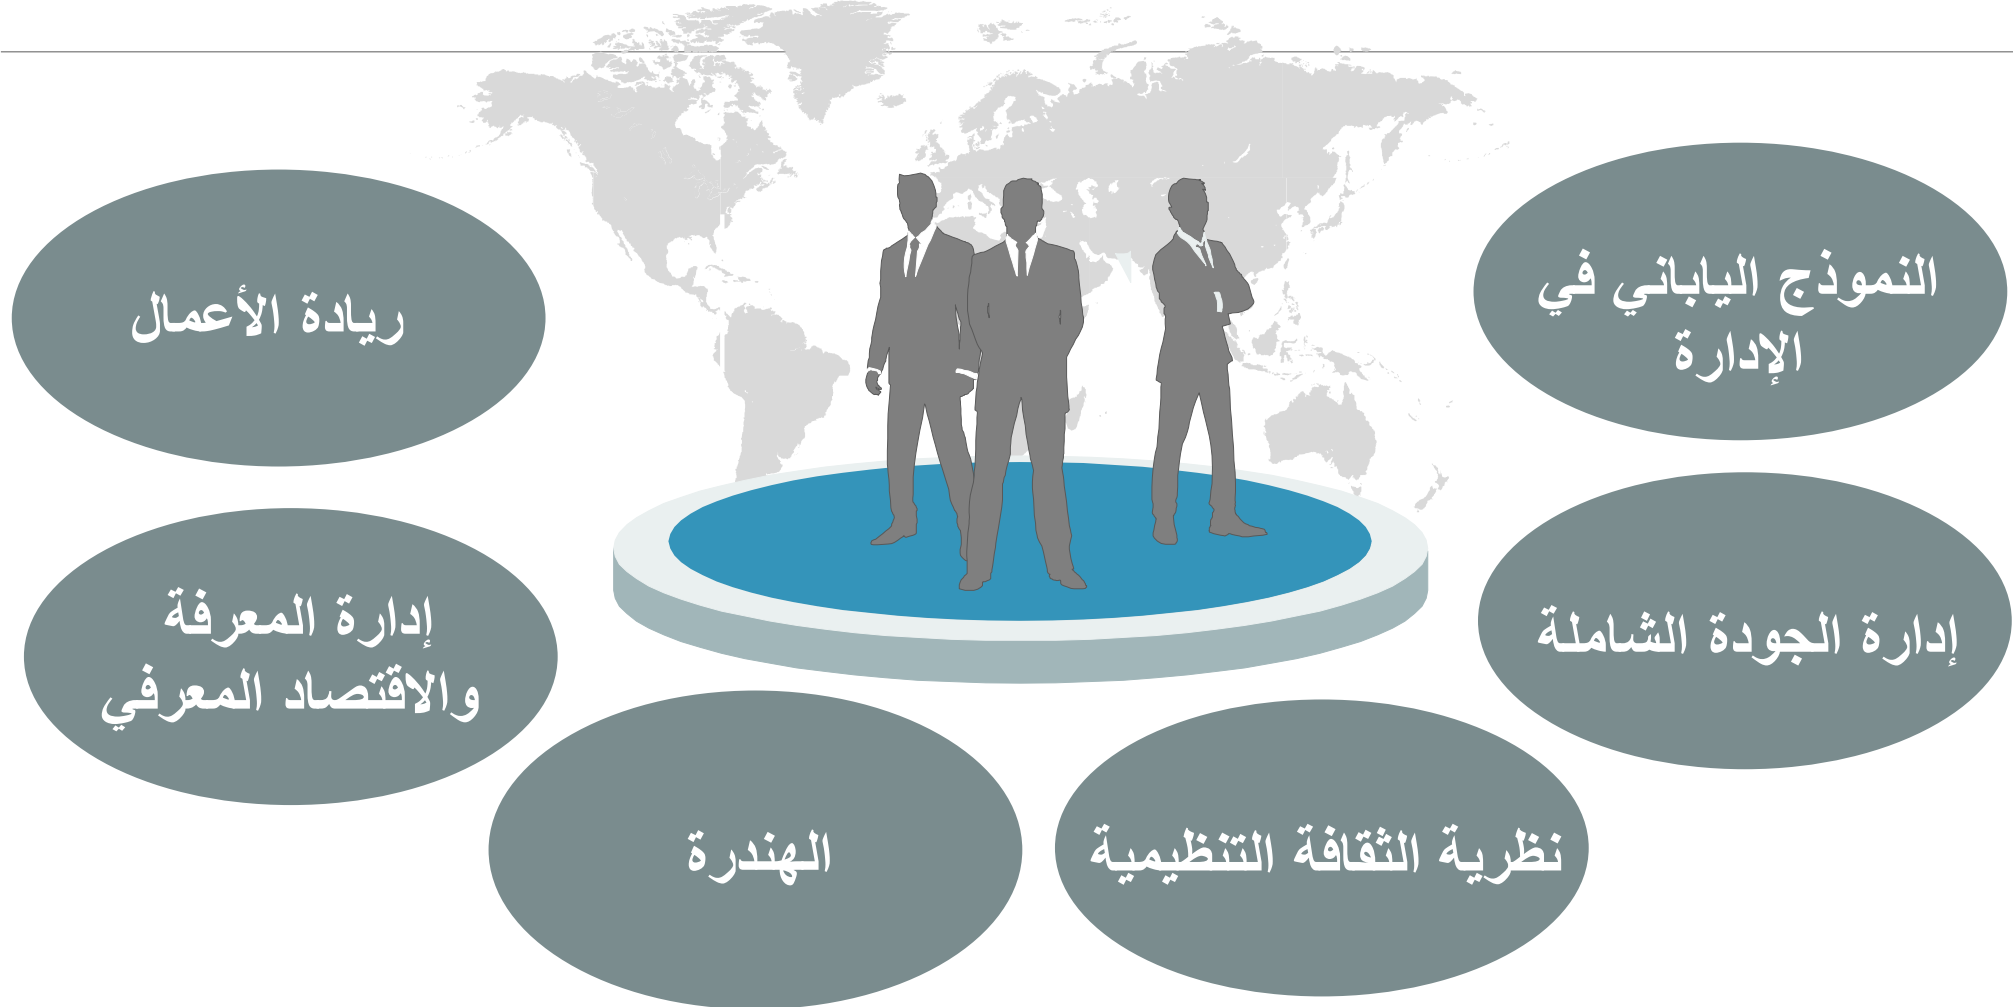 النموذج الياباني في
الإدارة
إدارة الجودة الشاملة
نظرية الثقافة التنظيمية
الهندرة
إدارة المعرفة
والاقتصاد المعرفي
ريادة الأعمال